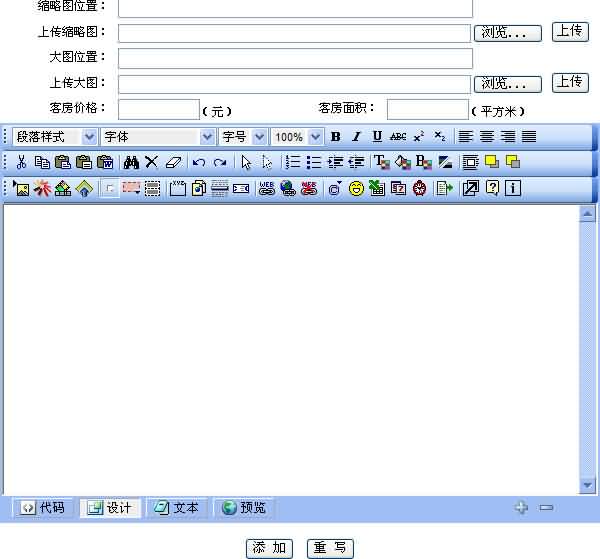 缩略图位置：
上传缩略图： 浏览... 上传
大图位置：
上传大图： 浏览... 上传
客房价格： （元） 客房面积： （平方米）
段落样式 字体 字号 100% B I U ABC x² x₂
代码 设计 文本 预览
添 加 重 写